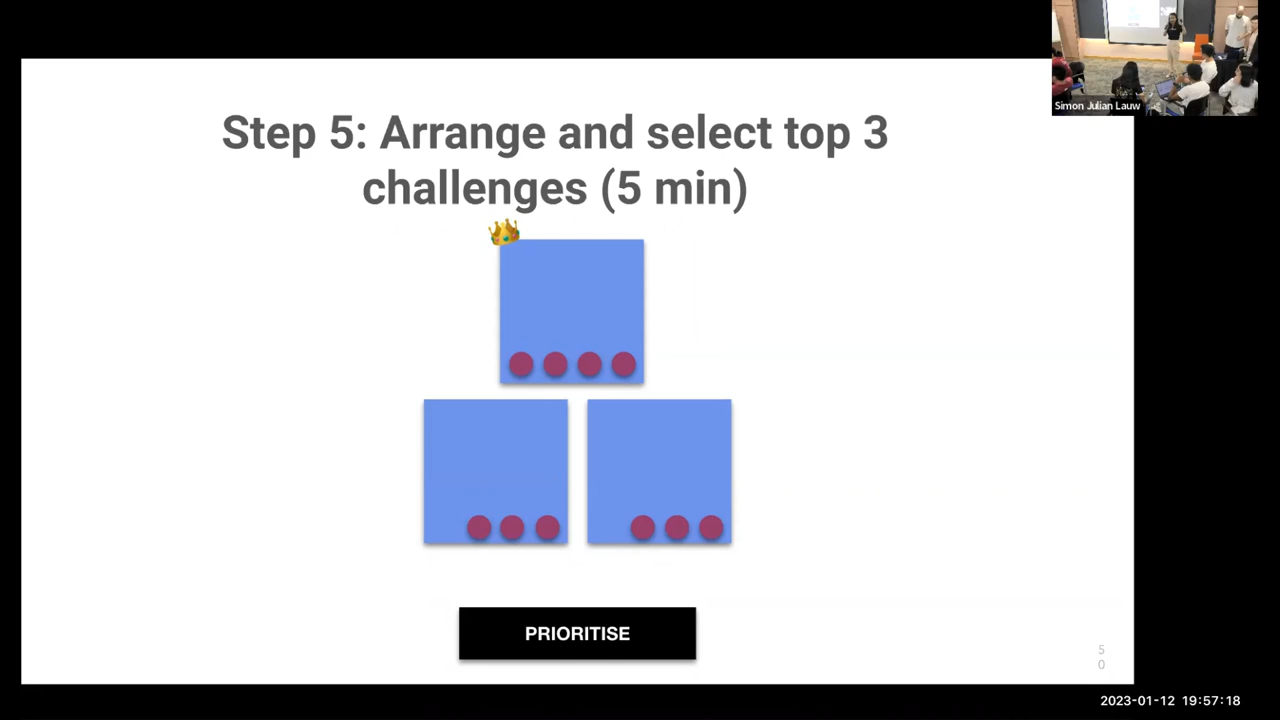 Step 5: Arrange and select top 3
challenges (5 min)
PRIORITISE
5
0
Simon Julian Lauw
2023-01-12 19:57:18